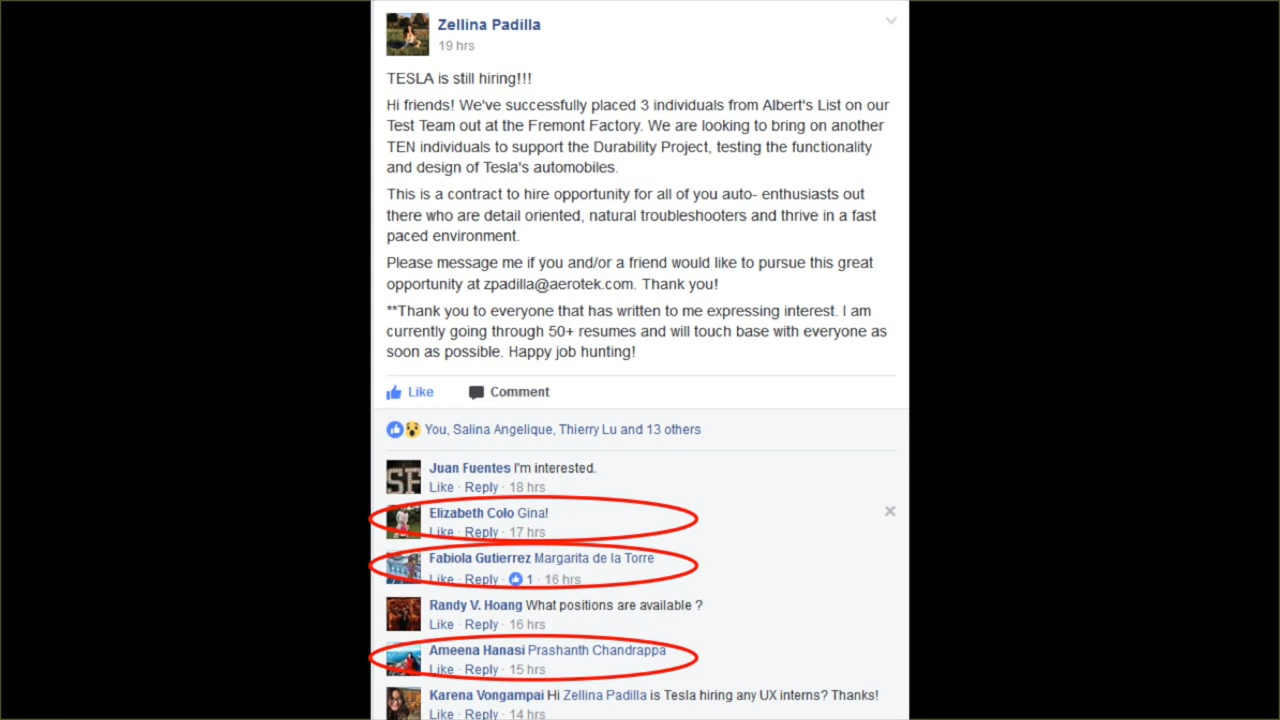 Zellina Padilla
19 hrs
TESLA is still hiring!!!
Hi friends! We've successfully placed 3 individuals from Albert's List on our
Test Team out at the Fremont Factory. We are looking to bring on another
TEN individuals to support the Durability Project, testing the functionality
and design of Tesla's automobiles.
This is a contract to hire opportunity for all of you auto- enthusiasts out
there who are detail oriented, natural troubleshooters and thrive in a fast
paced environment.
Please message me if you and/or a friend would like to pursue this great
opportunity at zpadilla@aerotek.com. Thank you!
**Thank you to everyone that has written to me expressing interest. I am
currently going through 50+ resumes and will touch base with everyone as
soon as possible. Happy job hunting!
Like Comment
You, Salina Angelique, Thierry Lu and 13 others
Juan Fuentes I'm interested.
Like · Reply · 18 hrs
Elizabeth Colo Gina!
Like · Reply · 17 hrs
Fabiola Gutierrez Margarita de la Torre
Like · Reply · 1 · 16 hrs
Randy V. Hoang What positions are available ?
Like · Reply · 16 hrs
Ameena Hanasi Prashanth Chandrappa
Like · Reply · 15 hrs
Karena Vongampai Hi Zellina Padilla is Tesla hiring any UX interns? Thanks!
Like · Reply · 14 hrs
SF